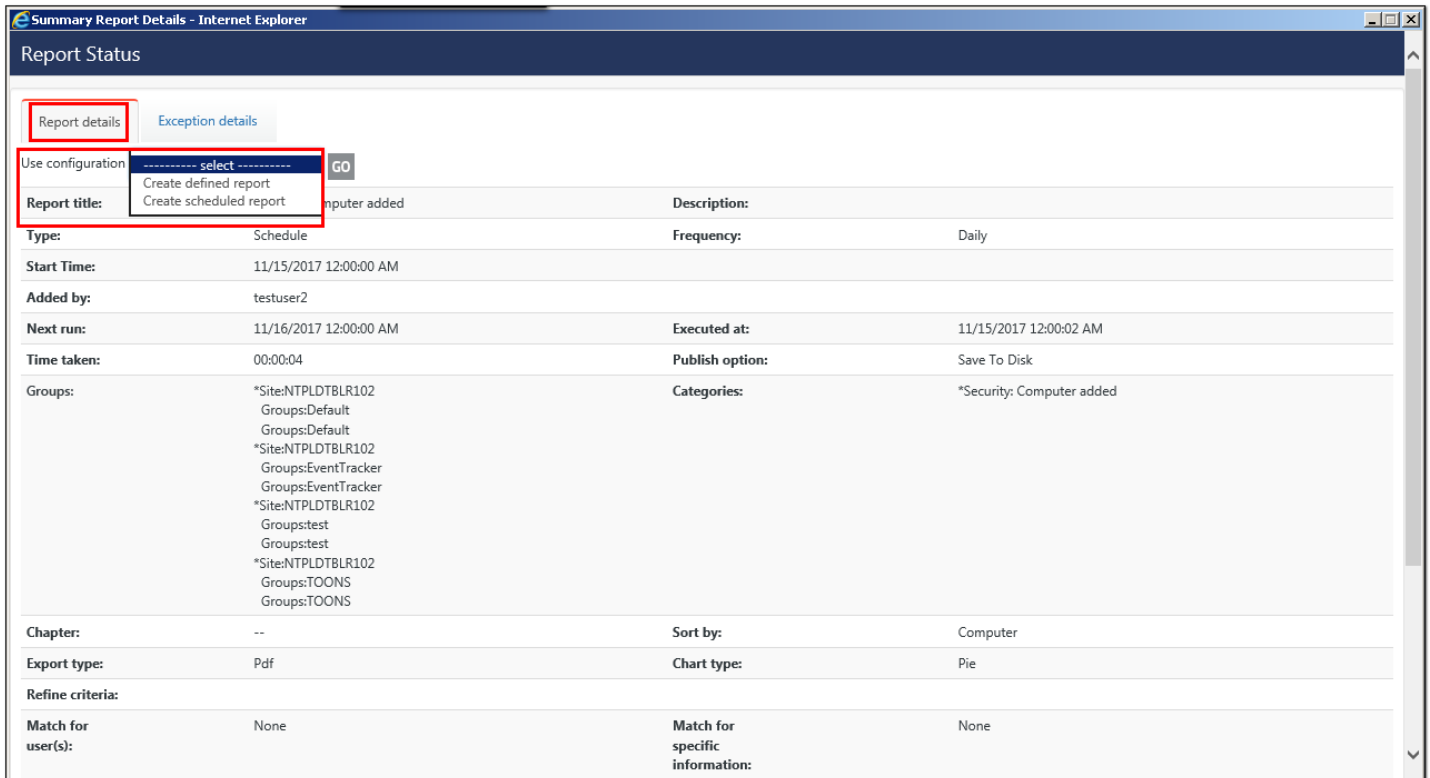 Summary Report Details - Internet Explorer
Report Status
Report details Exception details
Use configuration ---------- select ---------- GO
Create defined report
Create scheduled report
Report title: mputer added Description:
Type: Schedule Frequency: Daily
Start Time: 11/15/2017 12:00:00 AM
Added by: testuser2
Next run: 11/16/2017 12:00:00 AM Executed at: 11/15/2017 12:00:02 AM
Time taken: 00:00:04 Publish option: Save To Disk
Groups: *Site:NTPLDTBLR102 Categories: *Security: Computer added
Groups:Default
Groups:Default
*Site:NTPLDTBLR102
Groups:EventTracker
Groups:EventTracker
*Site:NTPLDTBLR102
Groups:test
Groups:test
*Site:NTPLDTBLR102
Groups:TOONS
Groups:TOONS
Chapter: -- Sort by: Computer
Export type: Pdf Chart type: Pie
Refine criteria:
Match for None Match for None
user(s): specific
information: